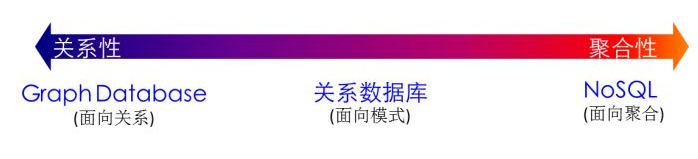 关系性 聚合性
Graph Database 关系数据库 NoSQL
(面向关系) (面向模式) (面向聚合)